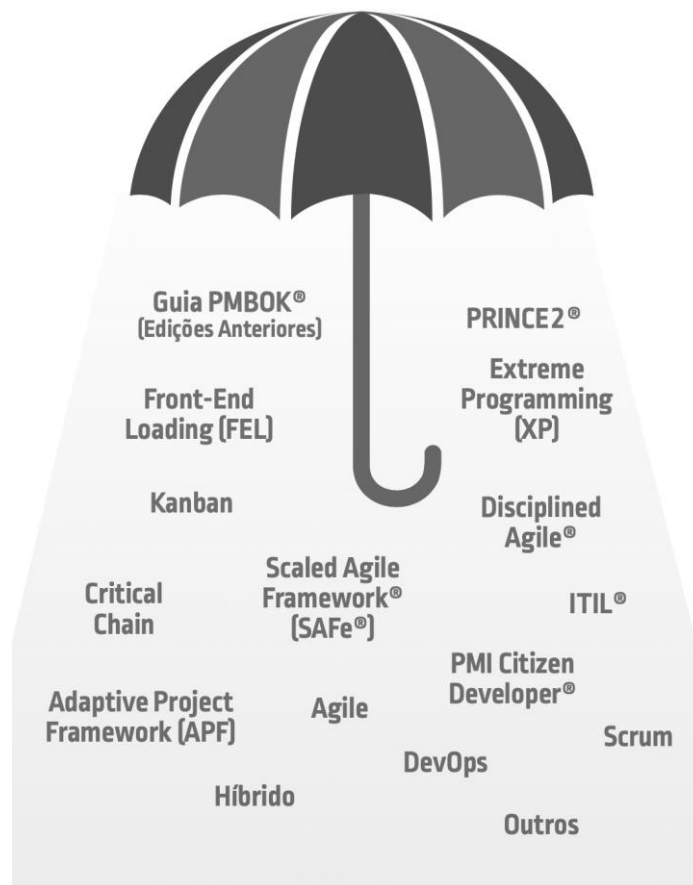 Guia PMBOK®
(Edições Anteriores)
PRINCE2®
Front-End
Loading (FEL)
Extreme
Programming
(XP)
Kanban
Disciplined
Agile®
Critical
Chain
Scaled Agile
Framework®
(SAFe®)
ITIL®
Adaptive Project
Framework (APF)
Agile
PMI Citizen
Developer®
Scrum
DevOps
Híbrido
Outros